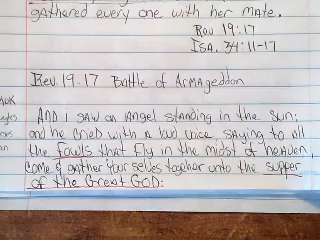 gathered every one with her mate.
Rev 19:17
ISA. 34:11-17
Rev. 19.17 Battle of Armageddon
And I saw an Angel standing in the sun;
and he cried with a loud voice, saying to all
the fowls that fly in the midst of heaven,
come & gather your selves together unto the supper
of the Great God: